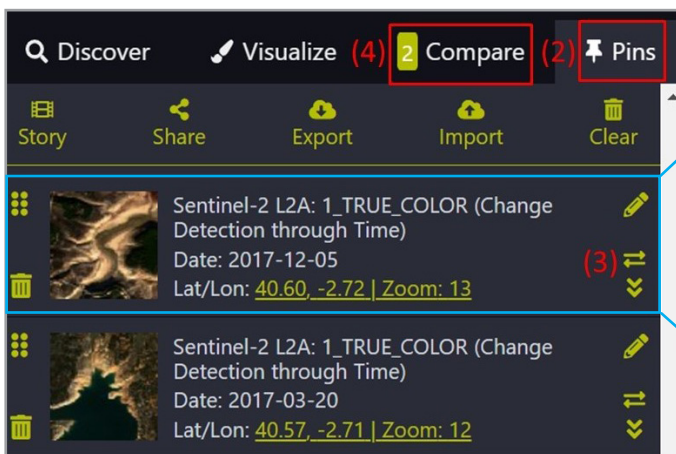 Discover Visualize (4) 2 Compare (2) Pins
Story Share Export Import Clear
Sentinel-2 L2A: 1_TRUE_COLOR (Change
Detection through Time)
Date: 2017-12-05
(3)
Lat/Lon: 40.60, -2.72 | Zoom: 13
Sentinel-2 L2A: 1_TRUE_COLOR (Change
Detection through Time)
Date: 2017-03-20
Lat/Lon: 40.57, -2.71 | Zoom: 12